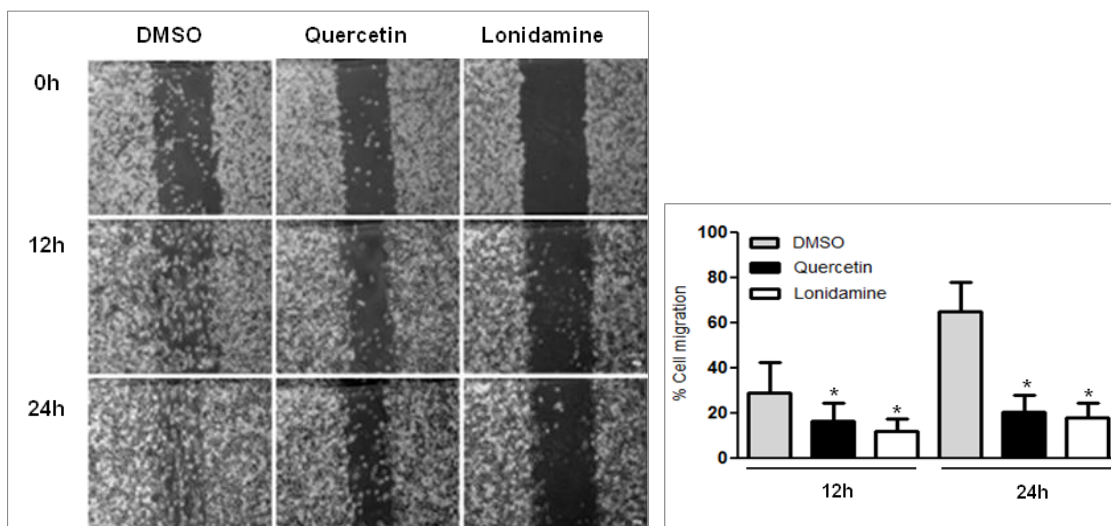 DMSO Quercetin Lonidamine
0h
12h
24h
% Cell migration
100
80
60
40
20
0
DMSO
Quercetin
Lonidamine
* * * *
12h 24h